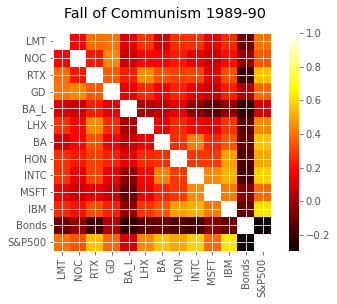 Fall of Communism 1989-90
LMT
NOC
RTX
GD
BA_L
LHX
BA
HON
INTC
MSFT
IBM
Bonds
S&P500
LMT
NOC
RTX
GD
BA_L
LHX
BA
HON
INTC
MSFT
IBM
Bonds
S&P500
1.0
0.8
0.6
0.4
0.2
0.0
−0.2